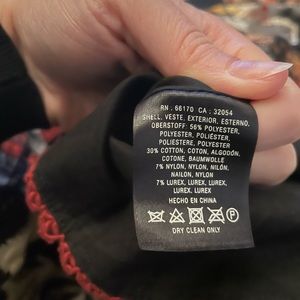 RN : 66170 CA : 32054
SHELL, VESTE, EXTERIOR, ESTERNO,
OBERSTOFF: 56% POLYESTER,
POLYESTER, POLIÉSTER,
POLIESTERE, POLYESTER
30% COTTON, COTON, ALGODÓN,
COTONE, BAUMWOLLE
7% NYLON, NYLON, NILÓN,
NAILON, NYLON
7% LUREX, LUREX, LUREX,
LUREX, LUREX
HECHO EN CHINA
P
DRY CLEAN ONLY